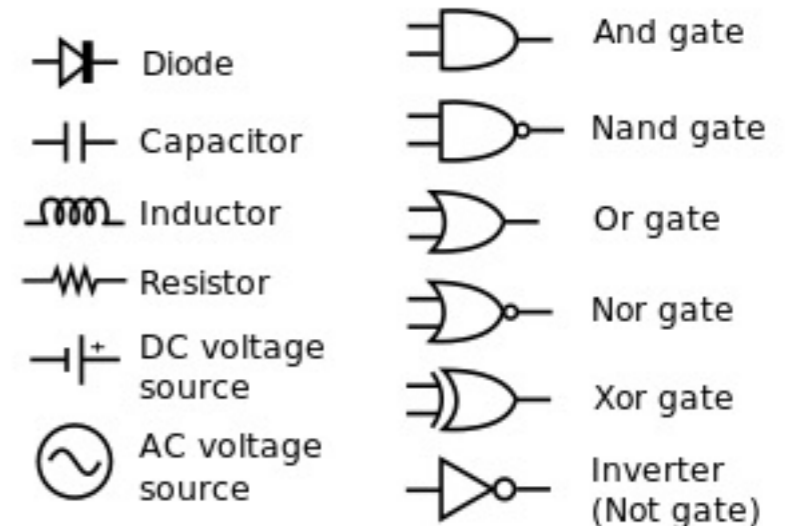 Diode
Capacitor
Inductor
Resistor
+
DC voltage
source
AC voltage
source
And gate
Nand gate
Or gate
Nor gate
Xor gate
Inverter
(Not gate)